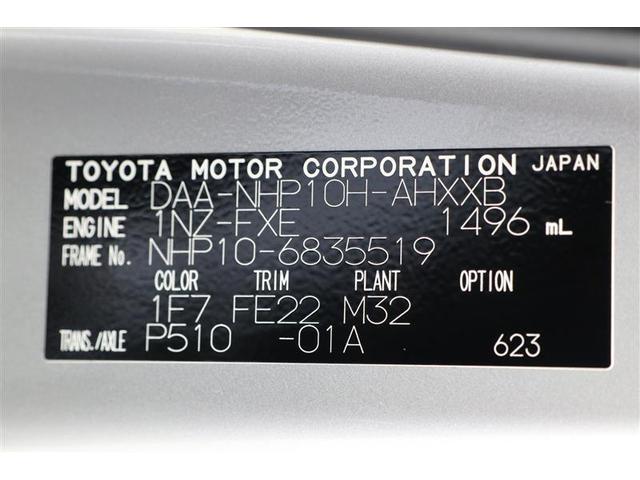 TOYOTA MOTOR CORPORATION JAPAN
MODEL DAA-NHP10H-AHXXB
ENGINE 1NZ-FXE 1496 mL
FRAME No. NHP10-6835519
COLOR TRIM PLANT OPTION
1F7 FE22 M32
TRANS./AXLE P510 -01A 623